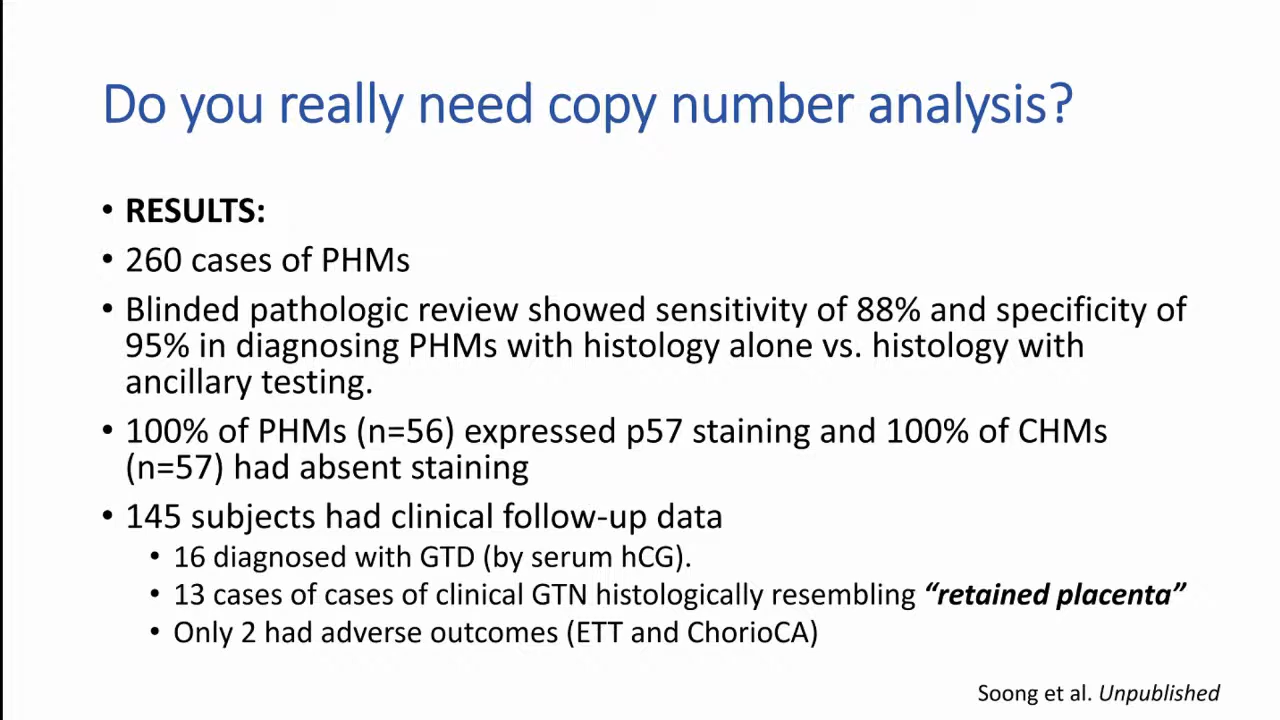 Do you really need copy number analysis?
• RESULTS:
• 260 cases of PHMs
• Blinded pathologic review showed sensitivity of 88% and specificity of
95% in diagnosing PHMs with histology alone vs. histology with
ancillary testing.
• 100% of PHMs (n=56) expressed p57 staining and 100% of CHMs
(n=57) had absent staining
• 145 subjects had clinical follow-up data
• 16 diagnosed with GTD (by serum hCG).
• 13 cases of cases of clinical GTN histologically resembling “retained placenta”
• Only 2 had adverse outcomes (ETT and ChorioCA)
Soong et al. Unpublished